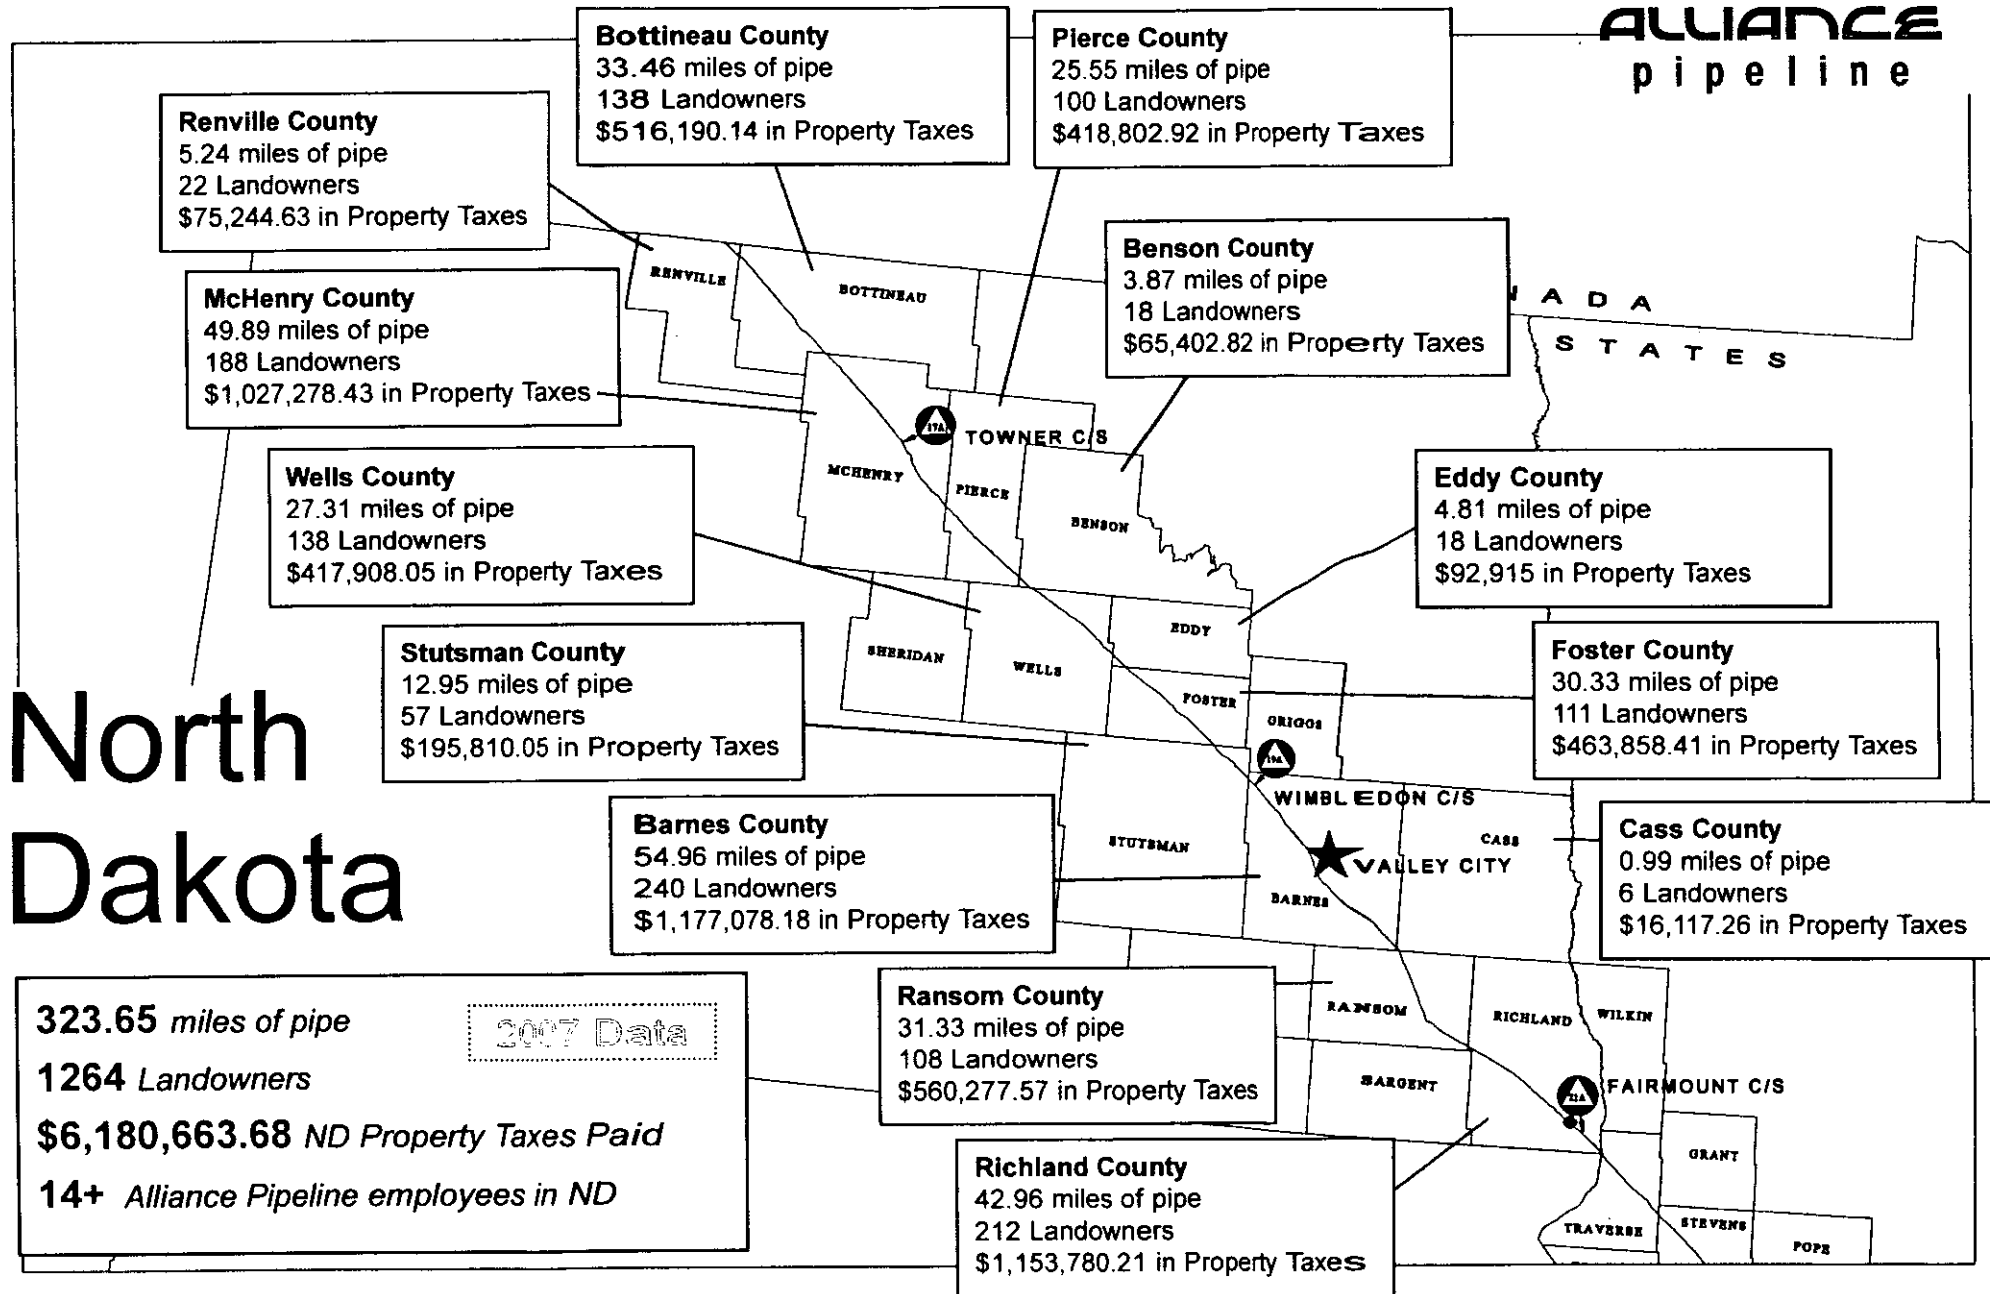 ALLIANCE
pipeline
Bottineau County
33.46 miles of pipe
138 Landowners
$516,190.14 in Property Taxes
Pierce County
25.55 miles of pipe
100 Landowners
$418,802.92 in Property Taxes
Renville County
5.24 miles of pipe
22 Landowners
$75,244.63 in Property Taxes
Benson County
3.87 miles of pipe
18 Landowners
$65,402.82 in Property Taxes
McHenry County
49.89 miles of pipe
188 Landowners
$1,027,278.43 in Property Taxes
Wells County
27.31 miles of pipe
138 Landowners
$417,908.05 in Property Taxes
Eddy County
4.81 miles of pipe
18 Landowners
$92,915 in Property Taxes
Stutsman County
12.95 miles of pipe
57 Landowners
$195,810.05 in Property Taxes
Foster County
30.33 miles of pipe
111 Landowners
$463,858.41 in Property Taxes
Barnes County
54.96 miles of pipe
240 Landowners
$1,177,078.18 in Property Taxes
Cass County
0.99 miles of pipe
6 Landowners
$16,117.26 in Property Taxes
Ransom County
31.33 miles of pipe
108 Landowners
$560,277.57 in Property Taxes
Richland County
42.96 miles of pipe
212 Landowners
$1,153,780.21 in Property Taxes
North
Dakota
323.65 miles of pipe
2007 Data
1264 Landowners
$6,180,663.68 ND Property Taxes Paid
14+ Alliance Pipeline employees in ND
NADA
STATES
RENVILLE
BOTTINEAU
17A
TOWNER C/S
MCHENRY
PIERCE
BENSON
EDDY
SHERIDAN
WELLS
FOSTER
GRIGGS
19A
WIMBLEDON C/S
STUTSMAN
CASS
VALLEY CITY
BARNES
RANSOM
RICHLAND
WILKIN
SARGENT
22A
FAIRMOUNT C/S
GRANT
TRAVERSE
STEVENS
POPE